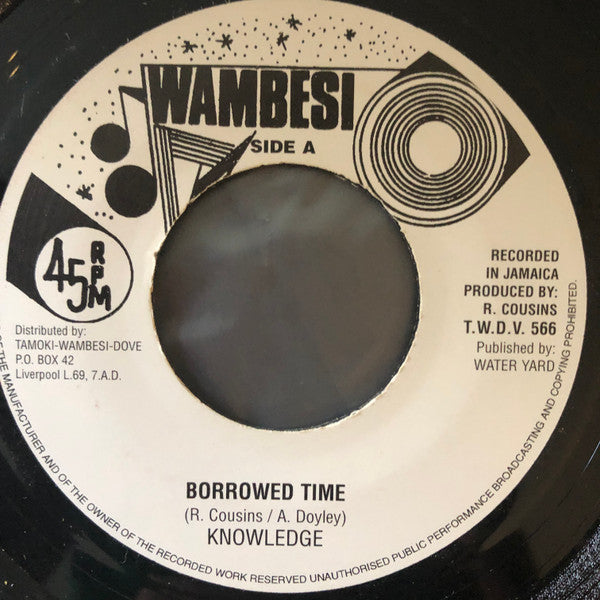 WAMBESI
SIDE A
45 RPM
RECORDED
IN JAMAICA
PRODUCED BY:
R. COUSINS
T.W.D.V. 566
Published by:
WATER YARD
Distributed by:
TAMOKI-WAMBESI-DOVE
P.O. BOX 42
Liverpool L.69, 7.A.D.
BORROWED TIME
(R. Cousins / A. Doyley)
KNOWLEDGE
OF THE MANUFACTURER AND OF THE OWNER OF THE RECORDED WORK RESERVED UNAUTHORISED PUBLIC PERFORMANCE BROADCASTING AND COPYING PROHIBITED.